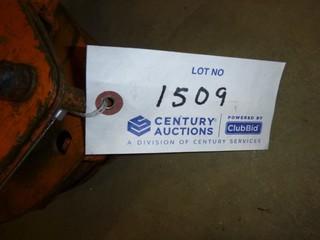 LOT NO
1509
CENTURY® POWERED BY
AUCTIONS ClubBid
A DIVISION OF CENTURY SERVICES